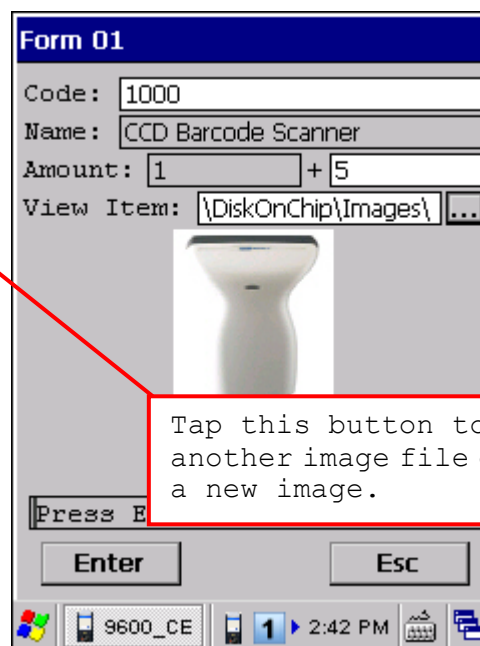 Form 01
Code: 1000
Name: CCD Barcode Scanner
Amount: 1 + 5
View Item: \DiskOnChip\Images\ ...
Tap this button to
another image file
a new image.
Press
Enter Esc
9600_CE 1 2:42 PM